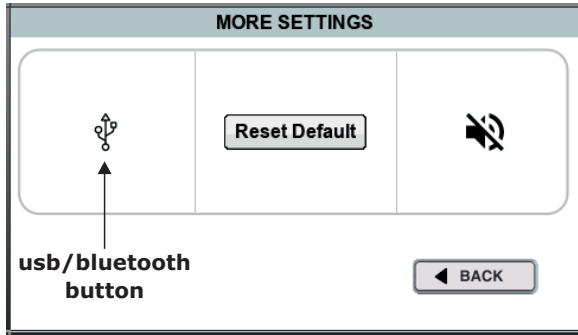 MORE SETTINGS
Reset Default
usb/bluetooth
button
BACK